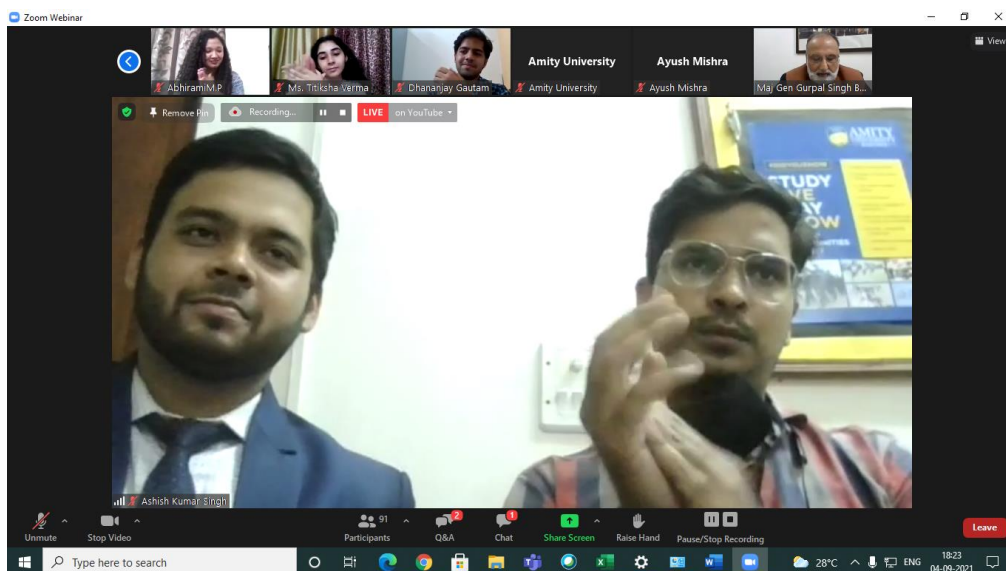 Zoom Webinar
View
Amity University
Ayush Mishra
Abhirami M.P
Ms. Titiksha Verma
Dhananjay Gautam
Amity University
Ayush Mishra
Maj Gen Gurpal Singh B...
Remove Pin
Recording...
LIVE
on YouTube
AMITY
UNIVERSITY
STUDY
Ashish Kumar Singh
Unmute
Stop Video
91
Participants
2
Q&A
1
Chat
Share Screen
Raise Hand
Pause/Stop Recording
Leave
Type here to search
28°C
ENG
18:23
04-09-2021